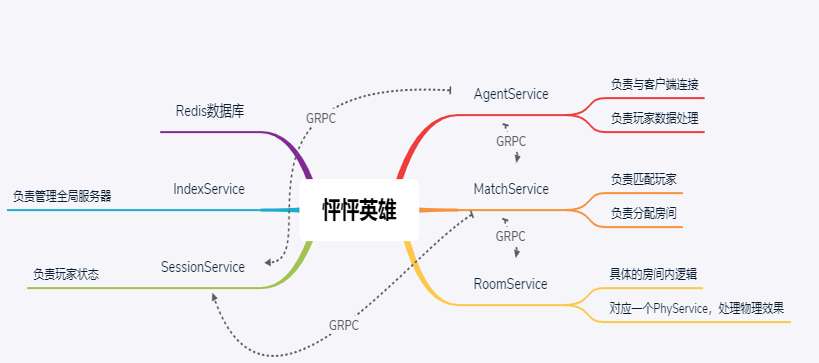 怦怦英雄
Redis数据库
IndexService
负责管理全局服务器
SessionService
负责玩家状态
AgentService
负责与客户端连接
负责玩家数据处理
MatchService
负责匹配玩家
负责分配房间
RoomService
具体的房间内逻辑
对应一个PhyService，处理物理效果
GRPC
GRPC
GRPC
GRPC